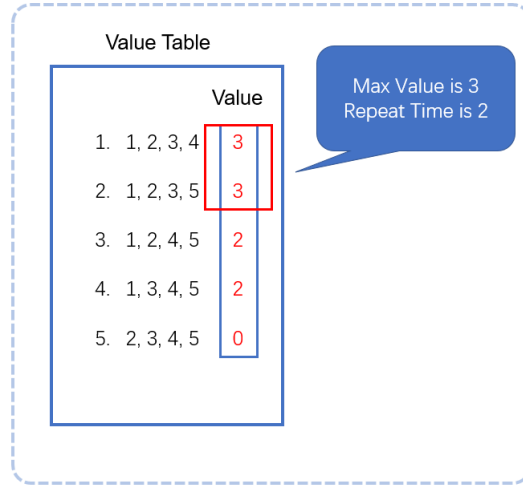 Value Table
Value
1. 1, 2, 3, 4 3
2. 1, 2, 3, 5 3
3. 1, 2, 4, 5 2
4. 1, 3, 4, 5 2
5. 2, 3, 4, 5 0
Max Value is 3
Repeat Time is 2